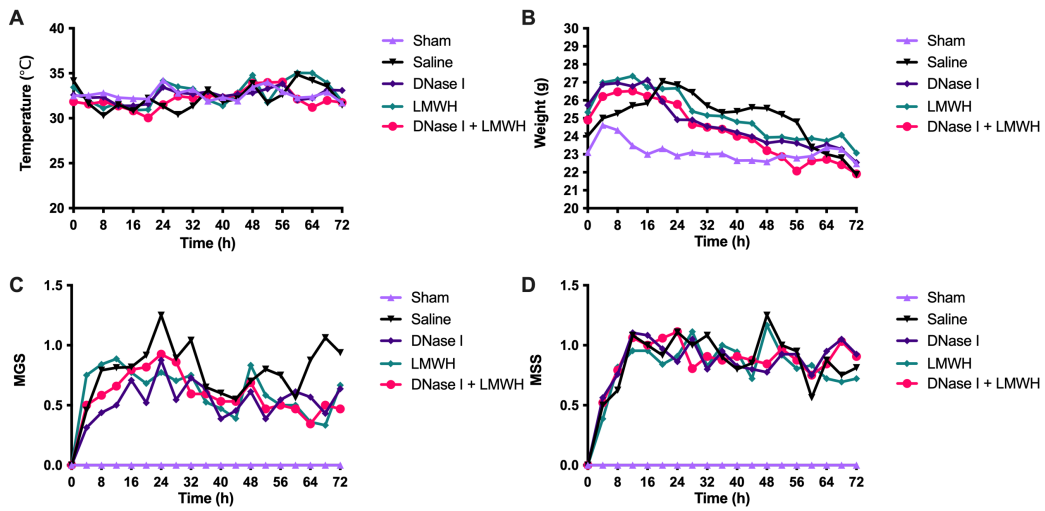 A
Temperature (°C)
40
35
30
25
20
0 8 16 24 32 40 48 56 64 72
Time (h)
Sham
Saline
DNase I
LMWH
DNase I + LMWH
B
Weight (g)
30
29
28
27
26
25
24
23
22
21
20
0 8 16 24 32 40 48 56 64 72
Time (h)
Sham
Saline
DNase I
LMWH
DNase I + LMWH
C
MGS
1.5
1.0
0.5
0.0
0 8 16 24 32 40 48 56 64 72
Time (h)
Sham
Saline
DNase I
LMWH
DNase I + LMWH
D
MSS
1.5
1.0
0.5
0.0
0 8 16 24 32 40 48 56 64 72
Time (h)
Sham
Saline
DNase I
LMWH
DNase I + LMWH